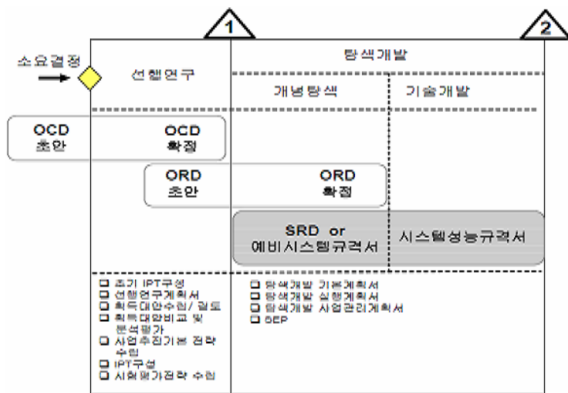 1
2
소요결정
선행연구
탐색개발
개념탐색
기술개발
OCD
초안
OCD
확정
ORD
초안
ORD
확정
SRD or
예비시스템규격서
시스템성능규격서
❑ 초기 IPT구성
❑ 선행연구계획서
❑ 획득대안수립/ 검토
❑ 획득대안비교 및
분석평가
❑ 사업추진기본 전략
수립
❑ IPT구성
❑ 시험평가전략 수립
❑ 탐색개발 기본계획서
❑ 탐색개발 실행계획서
❑ 탐색개발 사업관리계획서
❑ SEP